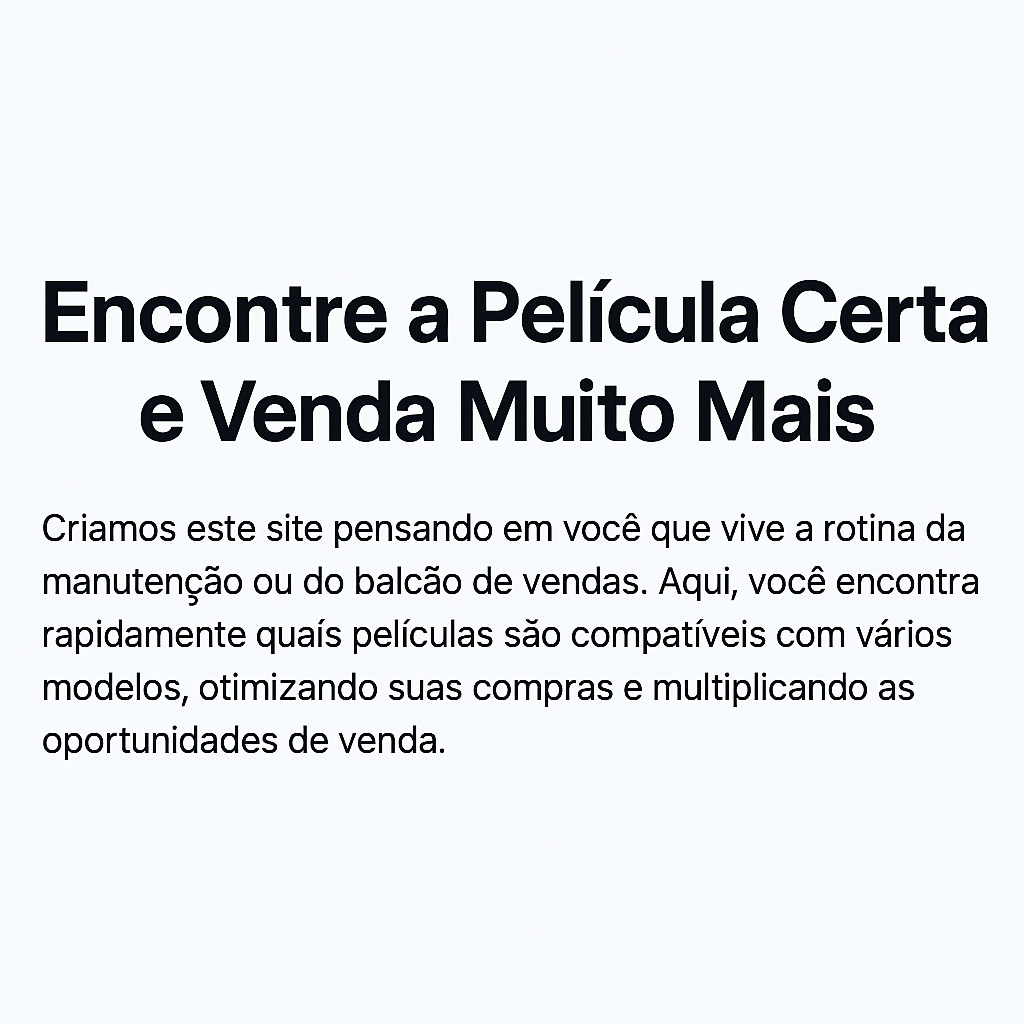 Encontre a Película Certa
e Venda Muito Mais
Criamos este site pensando em você que vive a rotina da
manutenção ou do balcão de vendas. Aqui, você encontra
rapidamente quaís películas são compatíveis com vários
modelos, otimizando suas compras e multiplicando as
oportunidades de venda.